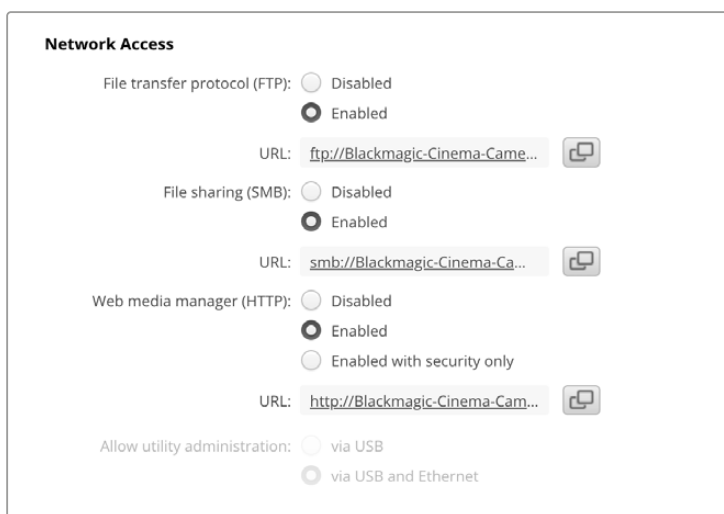 Network Access
File transfer protocol (FTP): Disabled
Enabled
URL: ftp://Blackmagic-Cinema-Came...
File sharing (SMB): Disabled
Enabled
URL: smb://Blackmagic-Cinema-Ca...
Web media manager (HTTP): Disabled
Enabled
Enabled with security only
URL: http://Blackmagic-Cinema-Cam...
Allow utility administration: via USB
via USB and Ethernet